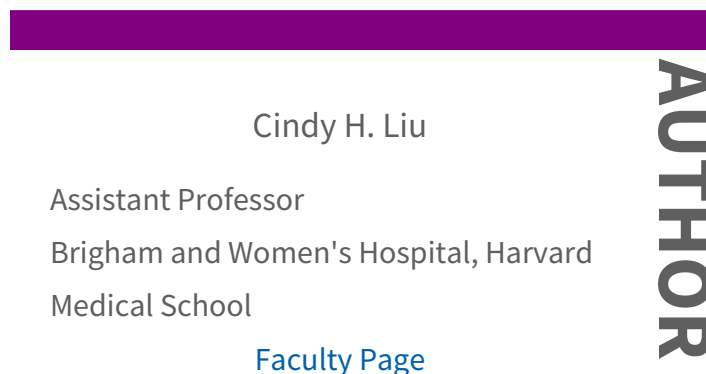 Cindy H. Liu
Assistant Professor
Brigham and Women's Hospital, Harvard
Medical School
Faculty Page
AUTHOR